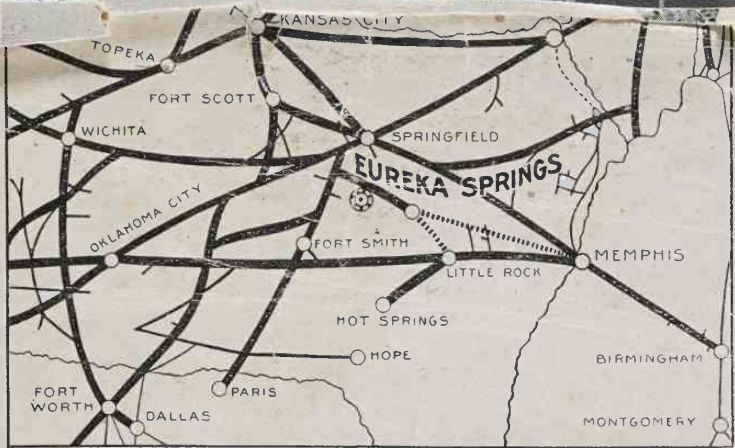 KANSAS CITY
TOPEKA
FORT SCOTT
WICHITA
SPRINGFIELD
EUREKA SPRINGS
OKLAHOMA CITY
FORT SMITH
MEMPHIS
LITTLE ROCK
HOT SPRINGS
HOPE
BIRMINGHAM
FORT WORTH
PARIS
DALLAS
MONTGOMERY